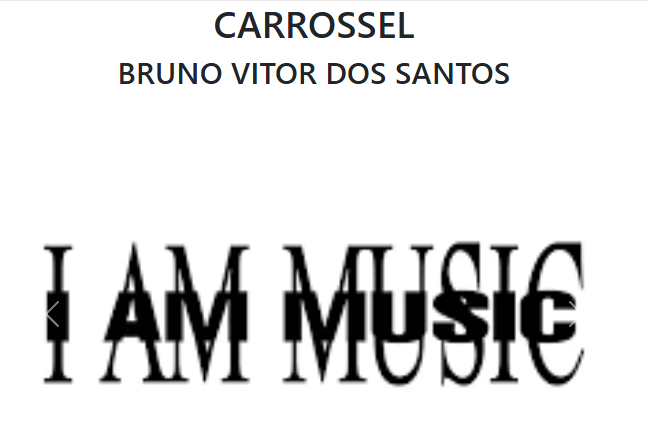 CARROSSEL
BRUNO VITOR DOS SANTOS
I AM MUSIC
I AM MUSIC